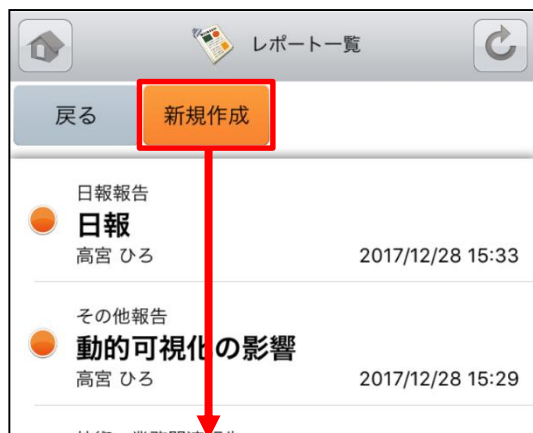 レポート一覧
戻る 新規作成
日報報告
日報
高宮 ひろ 2017/12/28 15:33
その他報告
動的可視化の影響
高宮 ひろ 2017/12/28 15:29